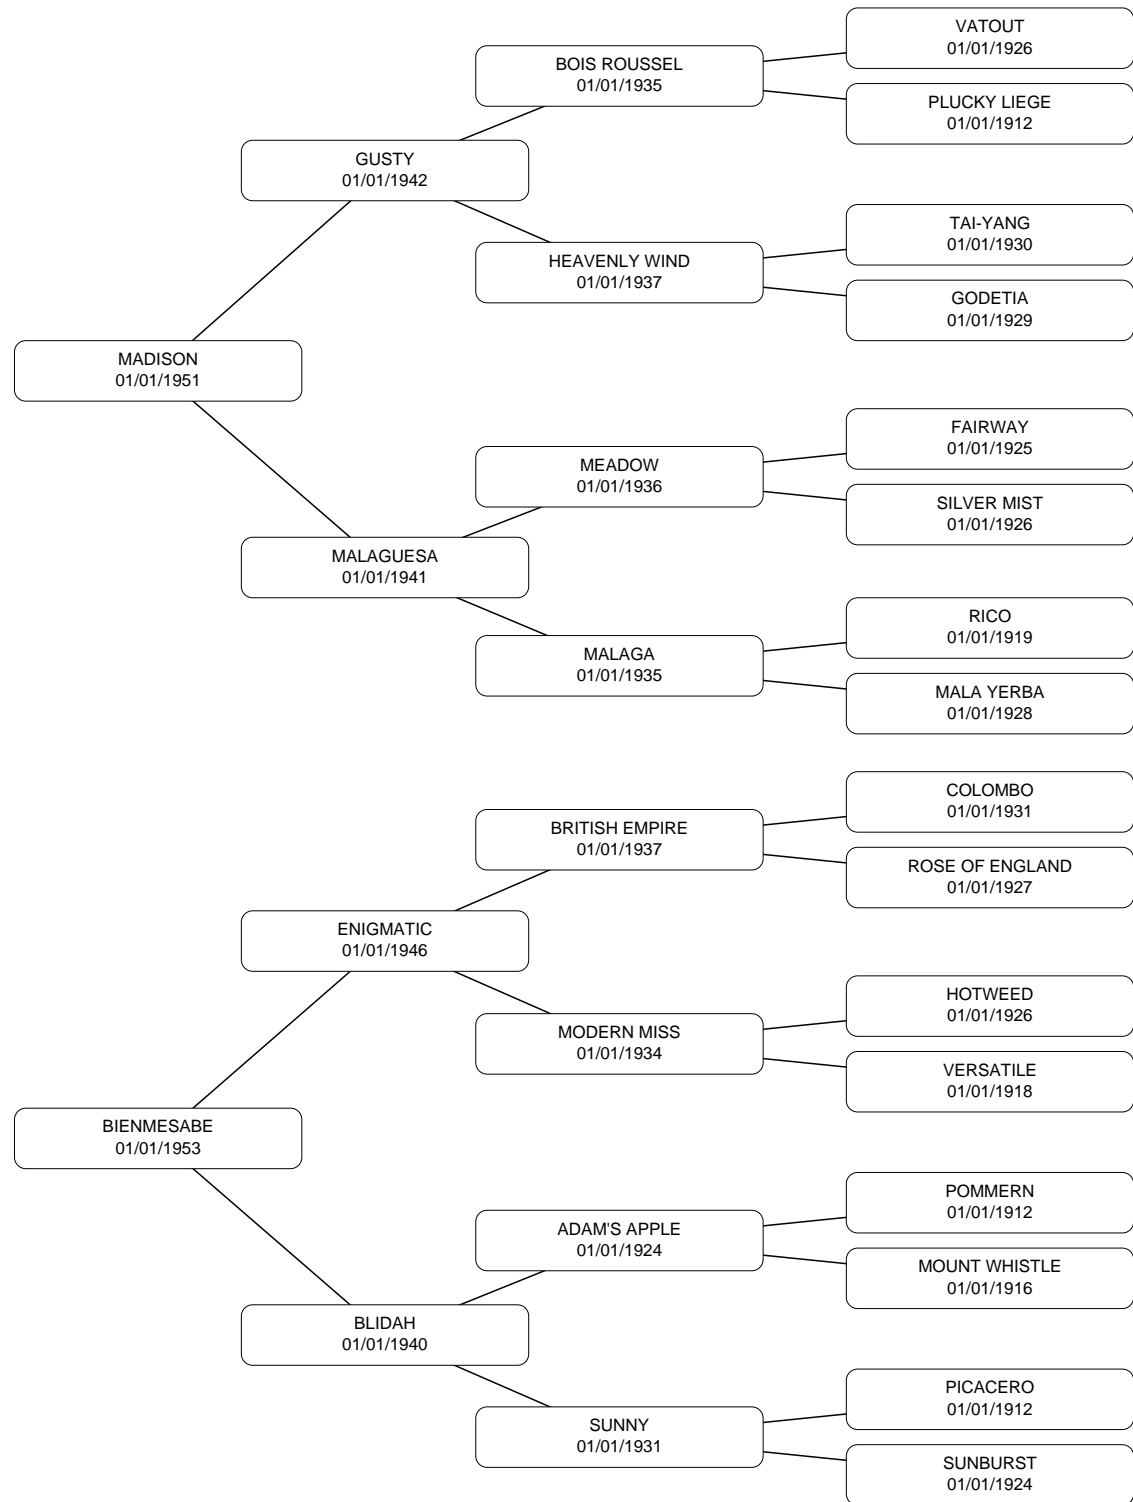 VATOUT
01/01/1926
BOIS ROUSSEL
01/01/1935
PLUCKY LIEGE
01/01/1912
GUSTY
01/01/1942
TAI-YANG
01/01/1930
HEAVENLY WIND
01/01/1937
GODETIA
01/01/1929
MADISON
01/01/1951
FAIRWAY
01/01/1925
MEADOW
01/01/1936
SILVER MIST
01/01/1926
MALAGUESA
01/01/1941
RICO
01/01/1919
MALAGA
01/01/1935
MALA YERBA
01/01/1928
COLOMBO
01/01/1931
BRITISH EMPIRE
01/01/1937
ROSE OF ENGLAND
01/01/1927
ENIGMATIC
01/01/1946
HOTWEED
01/01/1926
MODERN MISS
01/01/1934
VERSATILE
01/01/1918
BIENMESABE
01/01/1953
POMMERN
01/01/1912
ADAM'S APPLE
01/01/1924
MOUNT WHISTLE
01/01/1916
BLIDAH
01/01/1940
PICACERO
01/01/1912
SUNNY
01/01/1931
SUNBURST
01/01/1924